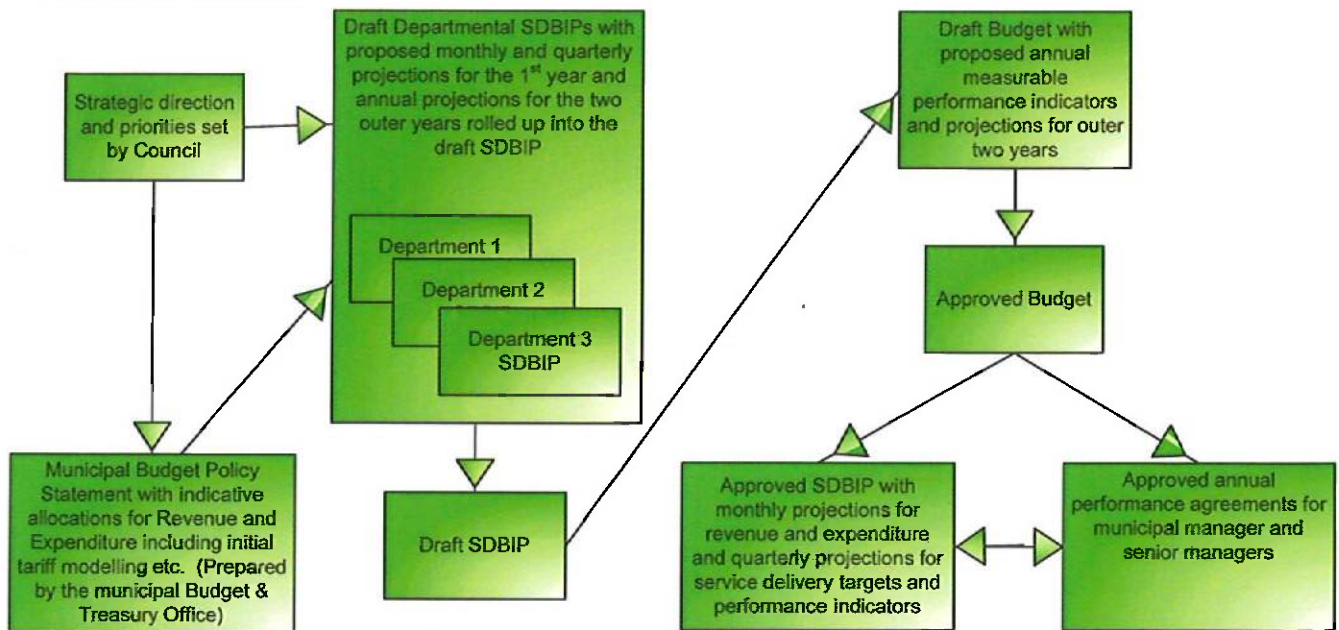 Strategic direction
and priorities set
by Council
Municipal Budget Policy
Statement with indicative
allocations for Revenue and
Expenditure including initial
tariff modelling etc. (Prepared
by the municipal Budget &
Treasury Office)
Draft Departmental SDBIPs with
proposed monthly and quarterly
projections for the 1st year and
annual projections for the two
outer years rolled up into the
draft SDBIP
Department 1
Department 2
Department 3
SDBIP
Draft SDBIP
Draft Budget with
proposed annual
measurable
performance indicators
and projections for outer
two years
Approved Budget
Approved SDBIP with
monthly projections for
revenue and expenditure
and quarterly projections for
service delivery targets and
performance indicators
Approved annual
performance agreements for
municipal manager and
senior managers